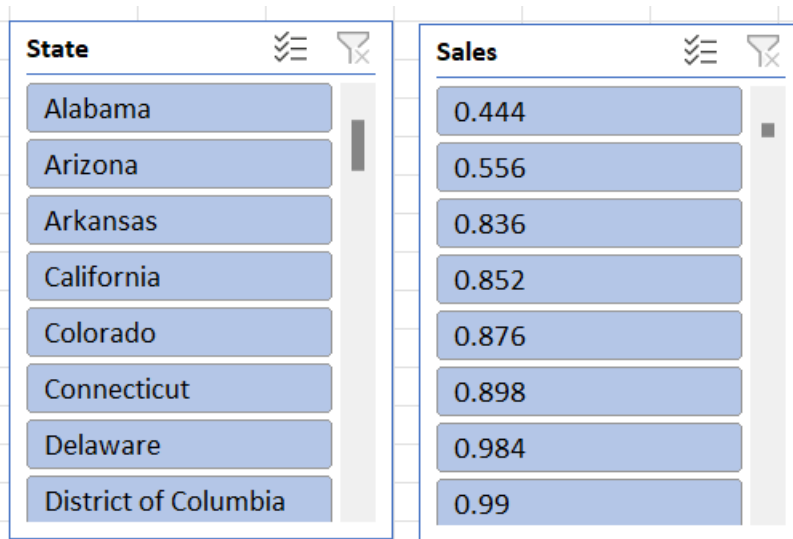 State
Alabama
Arizona
Arkansas
California
Colorado
Connecticut
Delaware
District of Columbia
Sales
0.444
0.556
0.836
0.852
0.876
0.898
0.984
0.99